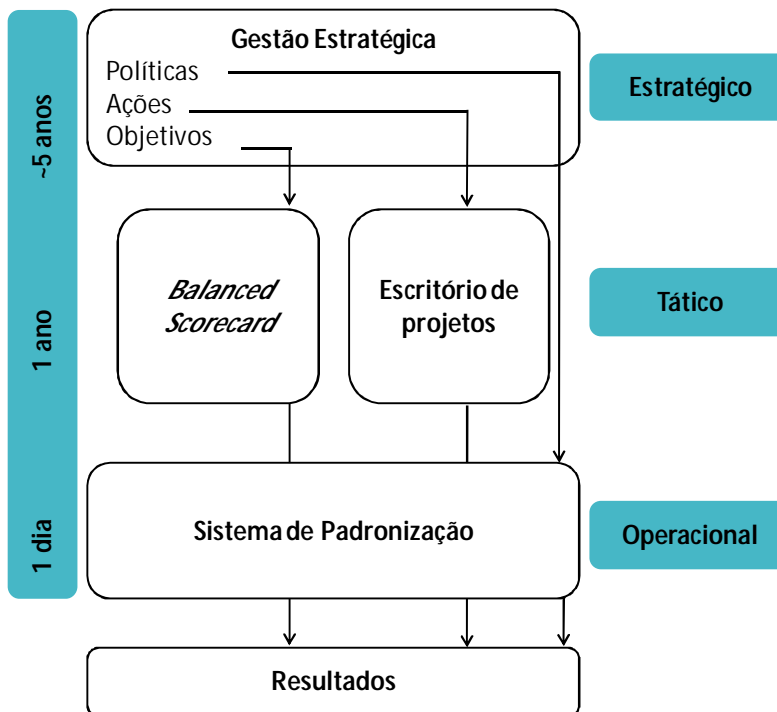 Gestão Estratégica
Políticas
Ações
Objetivos
Estratégico
~5 anos
Balanced
Scorecard
Escritório de
projetos
Tático
1 ano
Sistema de Padronização
Operacional
1 dia
Resultados